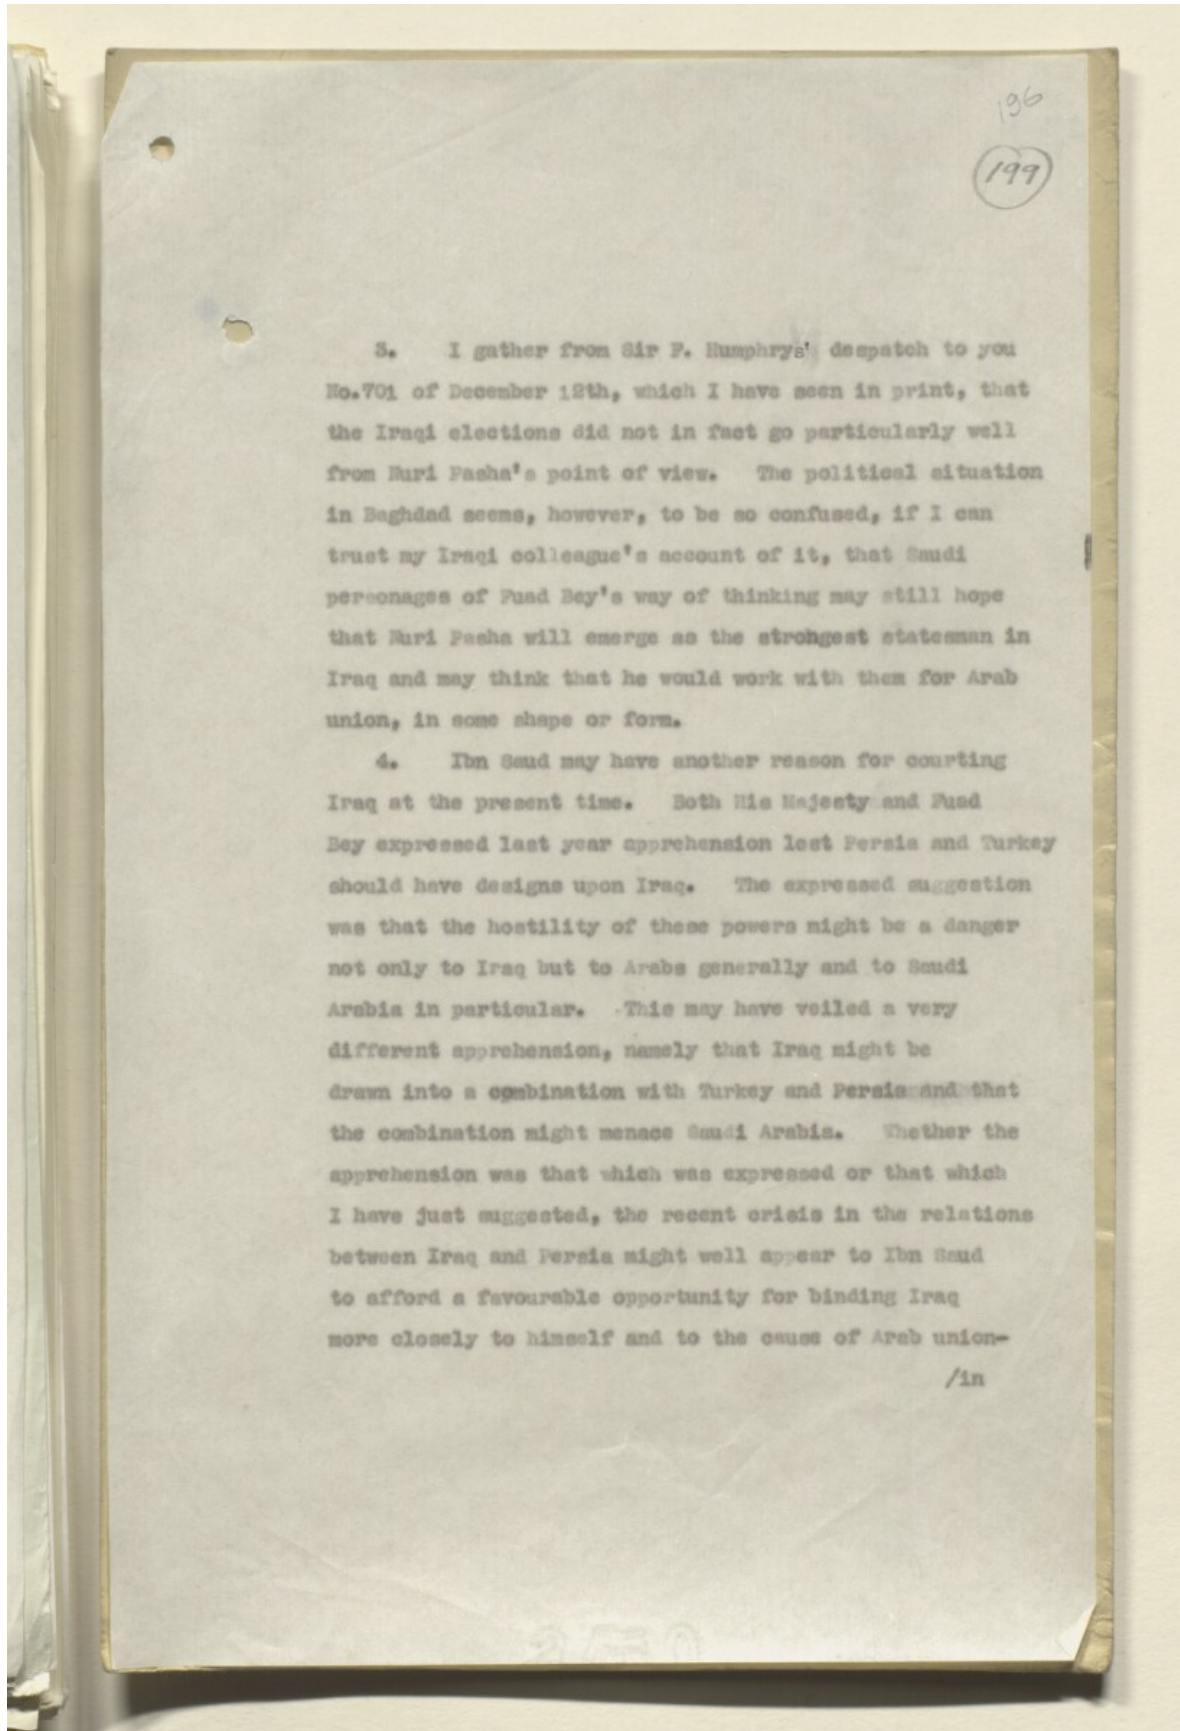 196
199
3. I gather from Sir F. Humphrys' despatch to you
No.701 of December 12th, which I have seen in print, that
the Iraqi elections did not in fact go particularly well
from Nuri Pasha's point of view. The political situation
in Baghdad seems, however, to be so confused, if I can
trust my Iraqi colleague's account of it, that Saudi
personages of Fuad Bey's way of thinking may still hope
that Nuri Pasha will emerge as the strongest statesman in
Iraq and may think that he would work with them for Arab
union, in some shape or form.
4. Ibn Saud may have another reason for courting
Iraq at the present time. Both His Majesty and Fuad
Bey expressed last year apprehension lest Persia and Turkey
should have designs upon Iraq. The expressed suggestion
was that the hostility of these powers might be a danger
not only to Iraq but to Arabs generally and to Saudi
Arabia in particular. This may have veiled a very
different apprehension, namely that Iraq might be
drawn into a combination with Turkey and Persia and that
the combination might menace Saudi Arabia. Whether the
apprehension was that which was expressed or that which
I have just suggested, the recent crisis in the relations
between Iraq and Persia might well appear to Ibn Saud
to afford a favourable opportunity for binding Iraq
more closely to himself and to the cause of Arab union-
/in